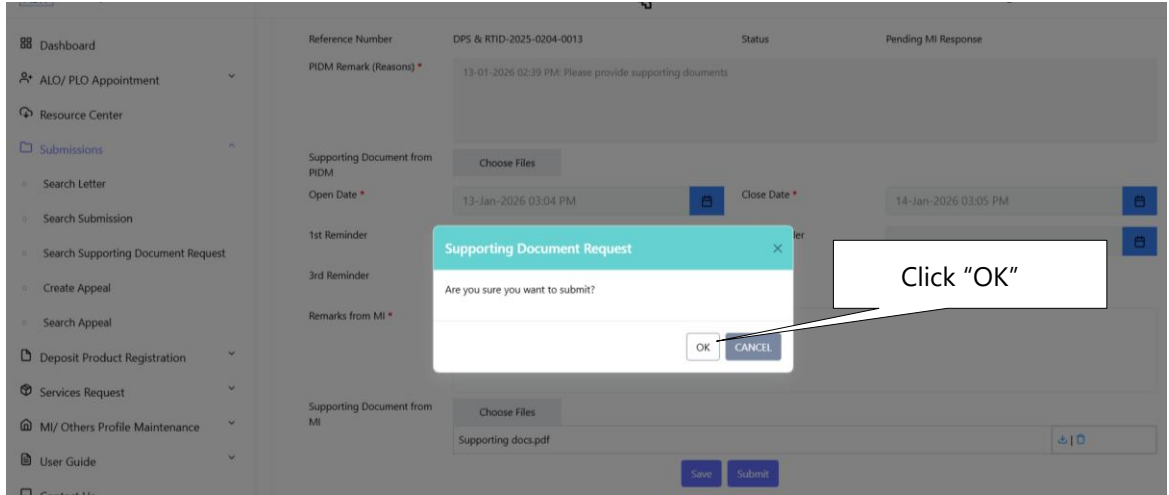 Dashboard
ALO/ PLO Appointment
Resource Center
Submissions
Search Letter
Search Submission
Search Supporting Document Request
Create Appeal
Search Appeal
Deposit Product Registration
Services Request
MI/ Others Profile Maintenance
User Guide
Reference Number DPS & RTID-2025-0204-0013 Status Pending MI Response
PIDM Remark (Reasons) * 13-01-2026 02:39 PM: Please provide supporting douments
Supporting Document from
PIDM
Choose Files
Open Date * 13-Jan-2026 03:04 PM Close Date * 14-Jan-2026 03:05 PM
1st Reminder
3rd Reminder
Supporting Document Request ×
Are you sure you want to submit?
OK CANCEL
Click “OK”
Remarks from MI *
Supporting Document from
MI
Choose Files
Supporting docs.pdf
Save Submit